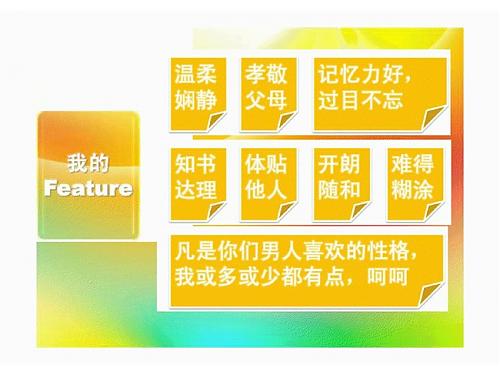 我的
Feature
温柔
娴静
孝敬
父母
记忆力好，
过目不忘
知书
达理
体贴
他人
开朗
随和
难得
糊涂
凡是你们男人喜欢的性格，
我或多或少都有点，呵呵